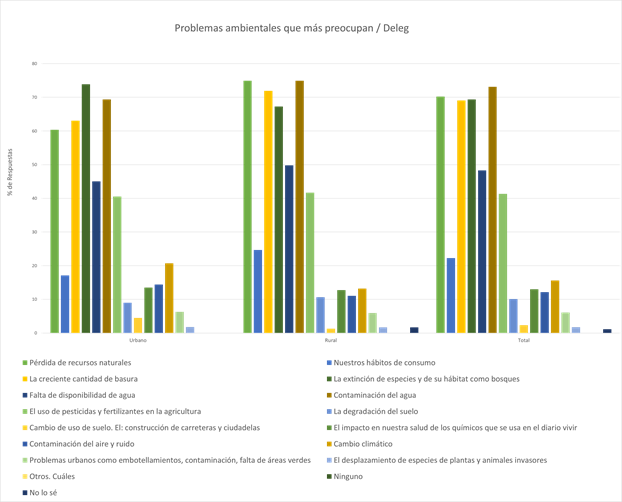 Problemas ambientales que más preocupan / Deleg
% de Respuestas
80
70
60
50
40
30
20
10
0
Urbano Rural Total
Pérdida de recursos naturales Nuestros hábitos de consumo
La creciente cantidad de basura La extinción de especies y de su hábitat como bosques
Falta de disponibilidad de agua Contaminación del agua
El uso de pesticidas y fertilizantes en la agricultura La degradación del suelo
Cambio de uso de suelo. El: construcción de carreteras y ciudadelas El impacto en nuestra salud de los químicos que se usa en el diario vivir
Contaminación del aire y ruido Cambio climático
Problemas urbanos como embotellamientos, contaminación, falta de áreas verdes El desplazamiento de especies de plantas y animales invasores
Otros. Cuáles Ninguno
No lo sé